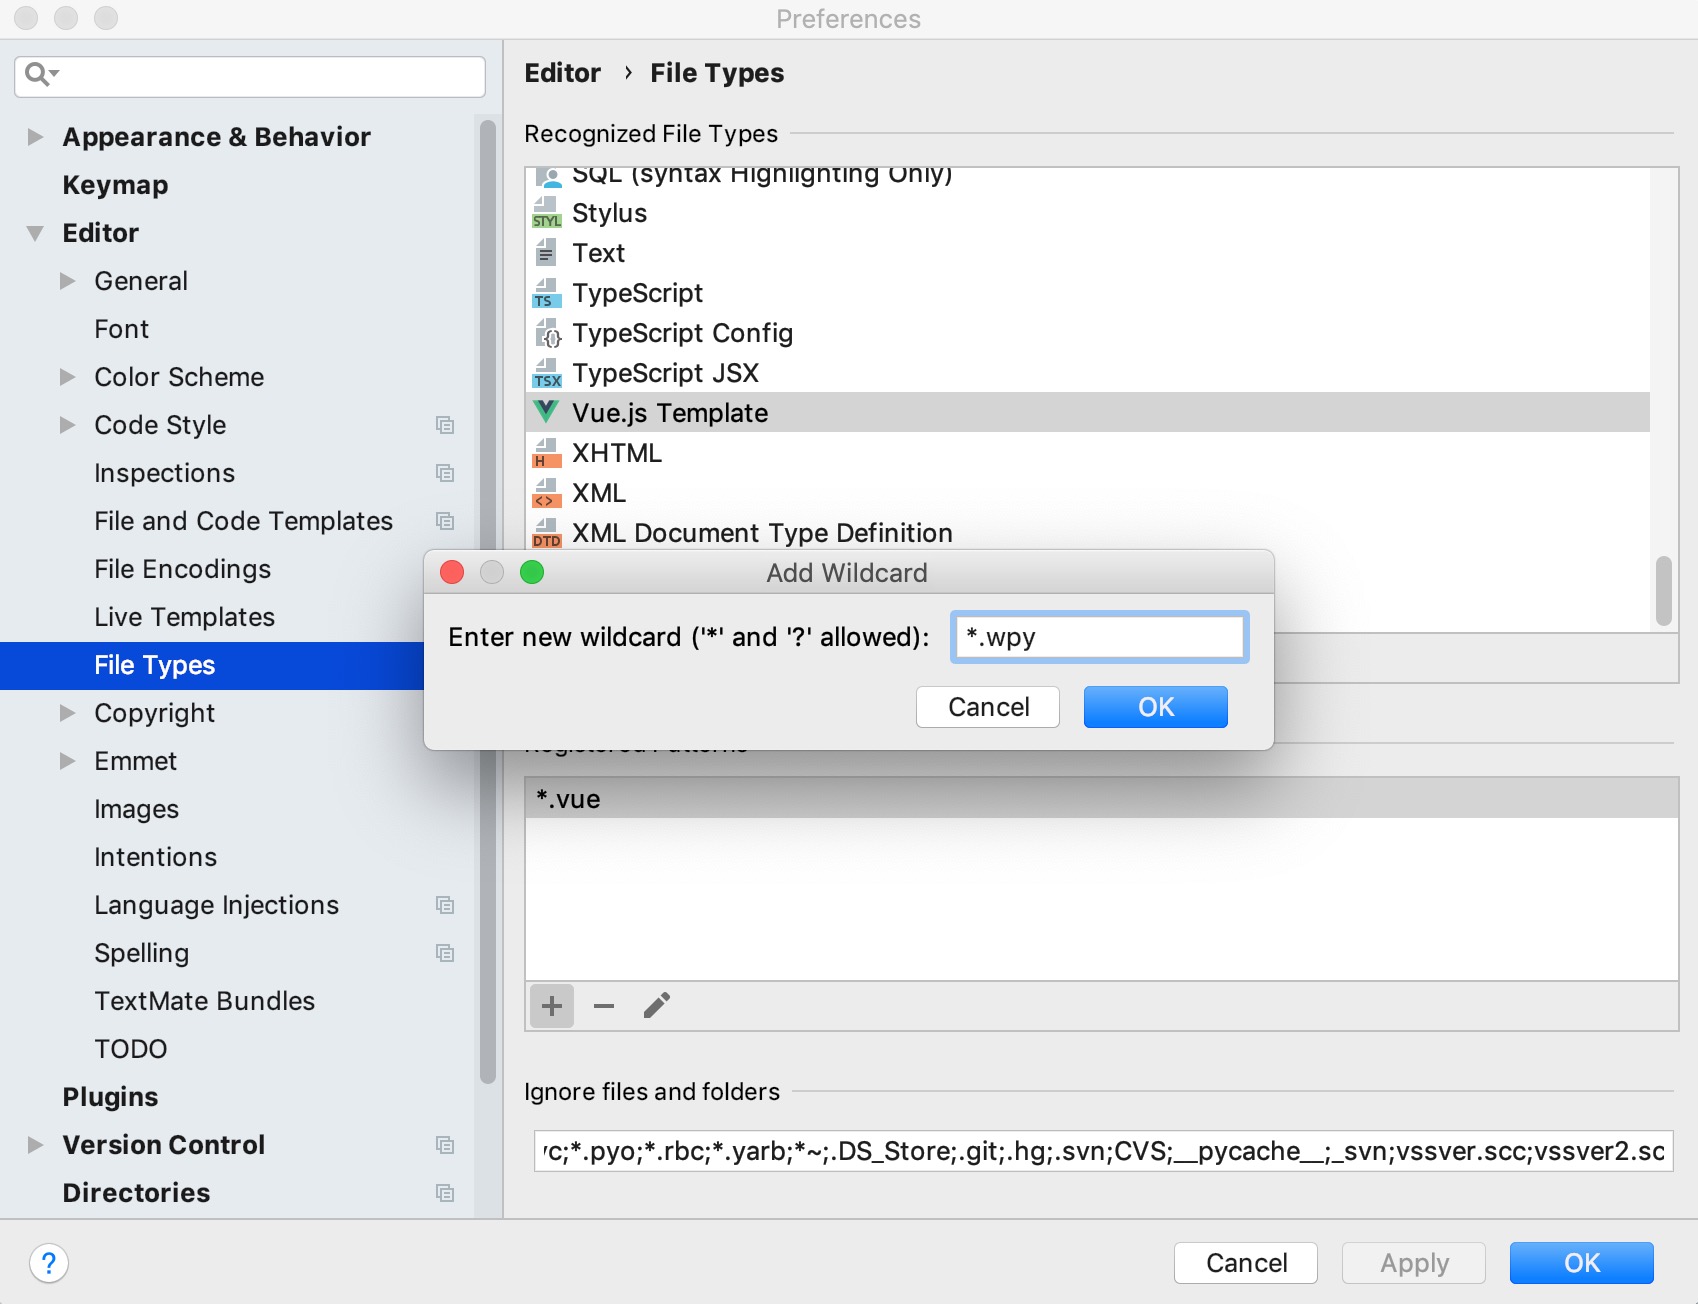 Preferences
Appearance & Behavior
Keymap
Editor
General
Font
Color Scheme
Code Style
Inspections
File and Code Templates
File Encodings
Live Templates
File Types
Copyright
Emmet
Images
Intentions
Language Injections
Spelling
TextMate Bundles
TODO
Plugins
Version Control
Directories
Editor › File Types
Recognized File Types
SQL (syntax Highlighting Only)
STYL Stylus
Text
TS TypeScript
{} TypeScript Config
TSX TypeScript JSX
Vue.js Template
H XHTML
<> XML
DTD XML Document Type Definition
Add Wildcard
Enter new wildcard ('*' and '?' allowed): *.wpy
Cancel OK
Registered Patterns
*.vue
Ignore files and folders
c;*.pyo;*.rbc;*.yarb;*~;.DS_Store;.git;.hg;.svn;CVS;__pycache__;_svn;vssver.scc;vssver2.sc
? Cancel Apply OK